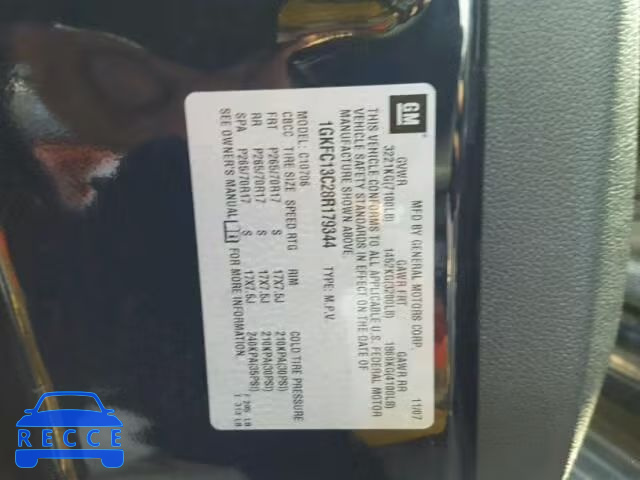 GM
MFD BY GENERAL MOTORS CORP. 11/07
GVWR GAWR FRT GAWR RR
3221KG(7100LB) 1452KG(3200LB) 1860KG(4100LB)
THIS VEHICLE CONFORMS TO ALL APPLICABLE U.S. FEDERAL MOTOR
VEHICLE SAFETY STANDARDS IN EFFECT ON THE DATE OF
MANUFACTURE SHOWN ABOVE.
1GKFC13C28R179344 TYPE: M.P.V.
MODEL: C10706
CBCC TIRE SIZE SPEED RTG RIM COLD TIRE PRESSURE
FRT P265/70R17 S 17X7.5J 210KPA(30PSI)
RR P265/70R17 S 17X7.5J 210KPA(30PSI)
SPA P265/70R17 S 17X7.5J 240KPA(35PSI)
SEE OWNER'S MANUAL FOR MORE INFORMATION.
RECCE